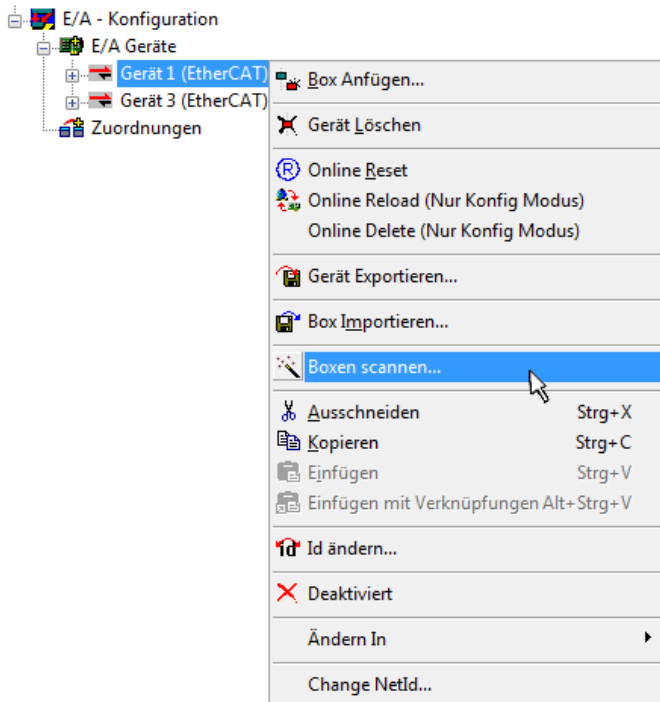 E/A - Konfiguration
E/A Geräte
Gerät 1 (EtherCAT)
Gerät 3 (EtherCAT)
Zuordnungen
Box Anfügen...
Gerät Löschen
Online Reset
Online Reload (Nur Konfig Modus)
Online Delete (Nur Konfig Modus)
Gerät Exportieren...
Box Importieren...
Boxen scannen...
Ausschneiden Strg+X
Kopieren Strg+C
Einfügen Strg+V
Einfügen mit Verknüpfungen Alt+Strg+V
Id ändern...
Deaktiviert
Ändern In
Change NetId...